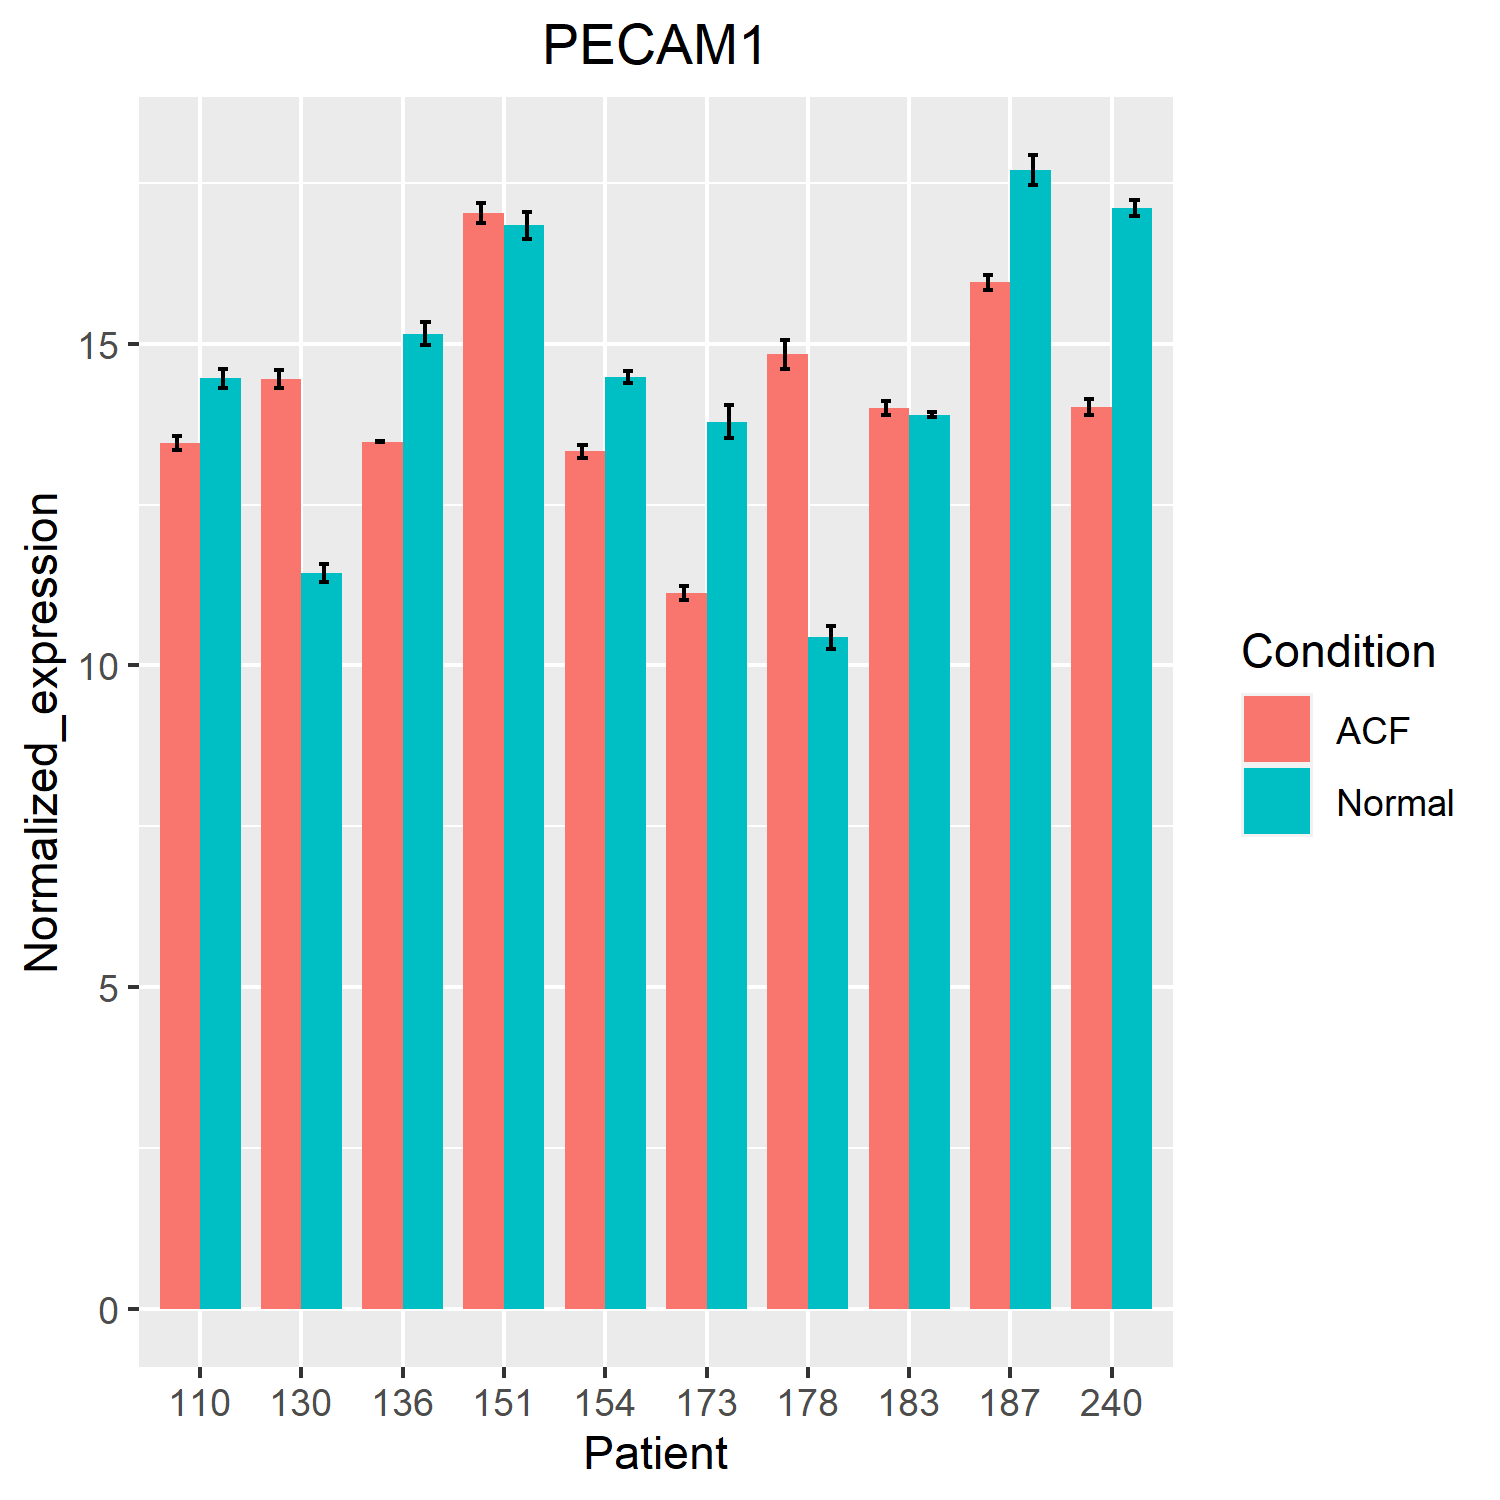 PECAM1
Normalized_expression
15
10
5
0
110 130 136 151 154 173 178 183 187 240
Patient
Condition
ACF
Normal